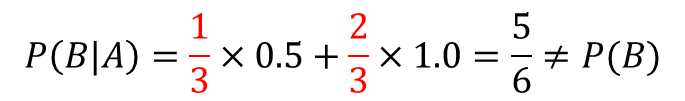 P(B|A) = 1/3 × 0.5 + 2/3 × 1.0 = 5/6 ≠ P(B)